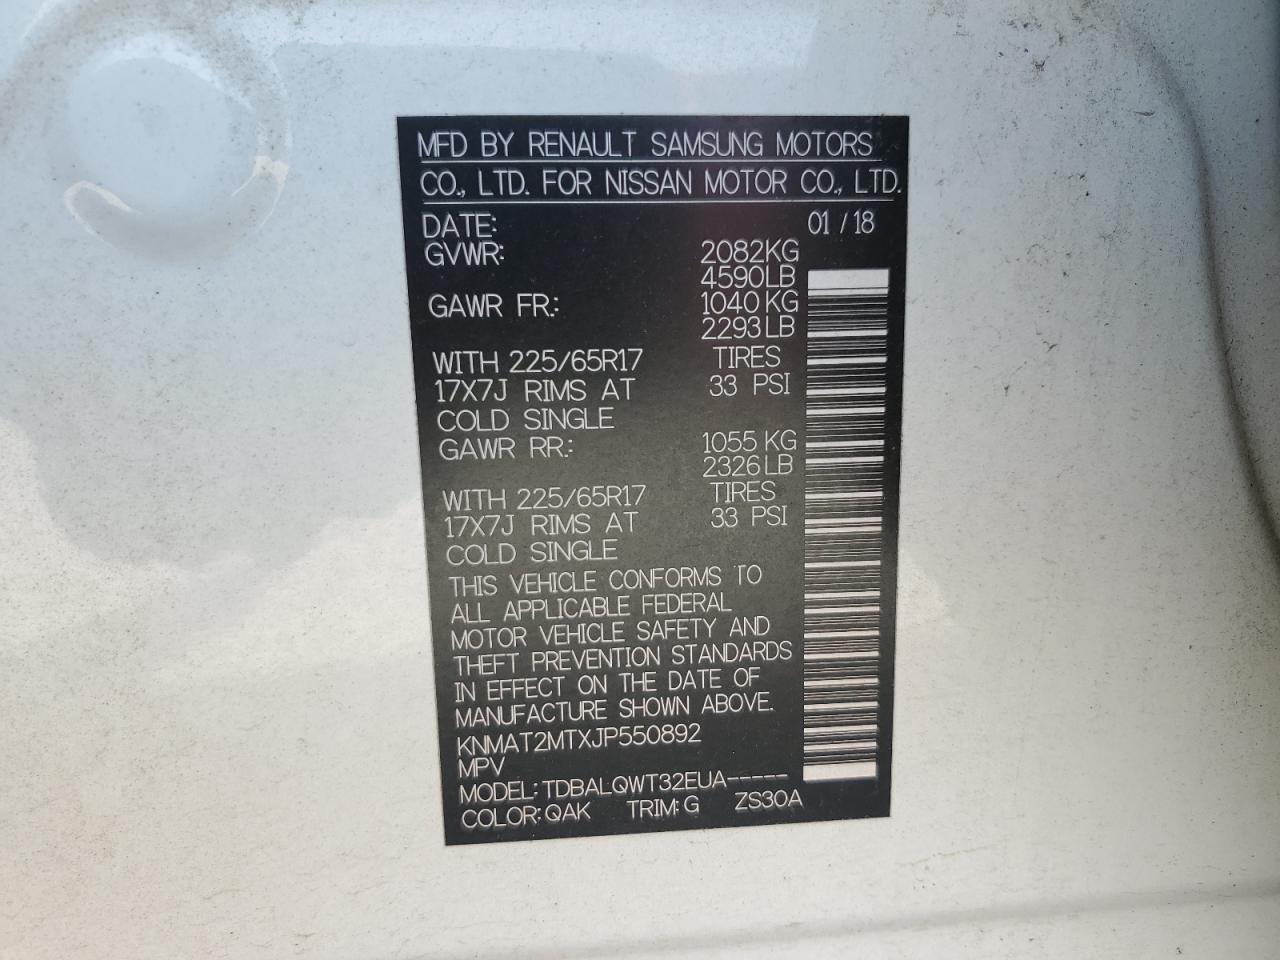 MFD BY RENAULT SAMSUNG MOTORS
CO., LTD. FOR NISSAN MOTOR CO., LTD.
DATE: 01 / 18
GVWR: 2082KG
4590LB
GAWR FR.: 1040 KG
2293LB
WITH 225/65R17 TIRES
17X7J RIMS AT 33 PSI
COLD SINGLE
GAWR RR.: 1055 KG
2326LB
WITH 225/65R17 TIRES
17X7J RIMS AT 33 PSI
COLD SINGLE
THIS VEHICLE CONFORMS TO
ALL APPLICABLE FEDERAL
MOTOR VEHICLE SAFETY AND
THEFT PREVENTION STANDARDS
IN EFFECT ON THE DATE OF
MANUFACTURE SHOWN ABOVE.
KNMAT2MTXJP550892
MPV
MODEL: TDBALQWT32EUA-----
COLOR: QAK TRIM: G ZS30A